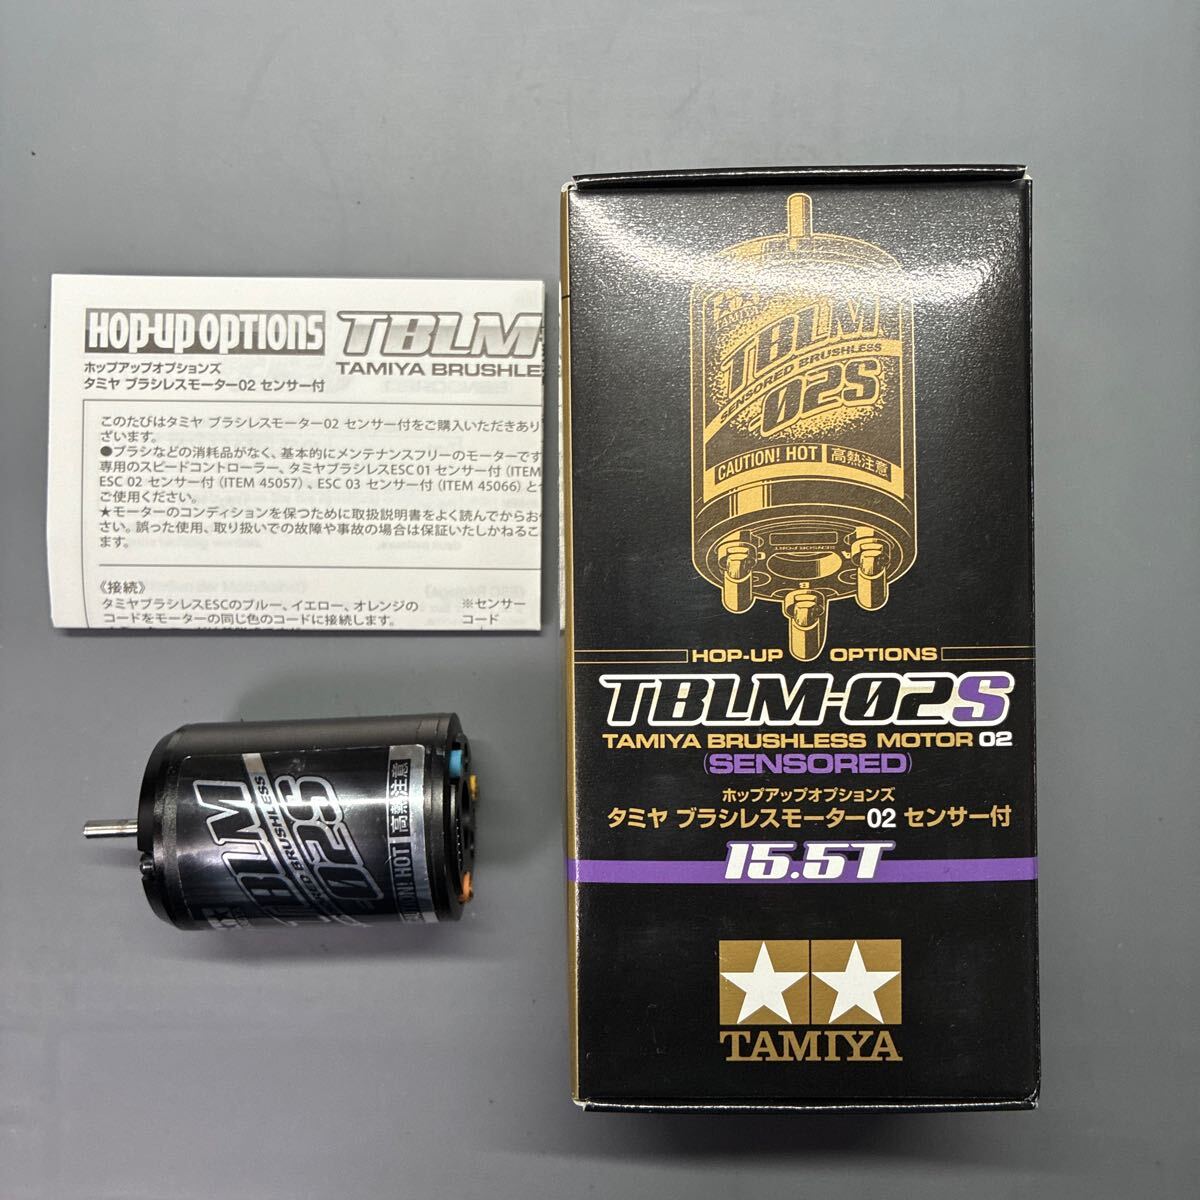 HOP-UP OPTIONS TBLM-
ホップアップオプションズ
タミヤ ブラシレスモーター02 センサー付
TAMIYA BRUSHLES
このたびはタミヤ ブラシレスモーター02 センサー付をご購入いただきあり
ざいます。
●ブラシなどの消耗品がなく、基本的にメンテナンスフリーのモーターです
専用のスピードコントローラー、タミヤブラシレスESC 01 センサー付 (ITEM
ESC 02 センサー付 (ITEM 45057) 、ESC 03 センサー付 (ITEM 45066) と
ご使用ください。
★モーターのコンディションを保つために取扱説明書をよく読んでからお
さい。誤った使用、取り扱いでの故障や事故の場合は保証いたしかねるこ
ます。
《接続》
タミヤブラシレスESCのブルー、イエロー、オレンジの
コードをモーターの同じ色のコードに接続します。
※センサー
コード
TBLM
BRUSHLESS
-02S
CAUTION! HOT 高熱注意
TAMIYA
TBLM
SENSORED BRUSHLESS
-02S
CAUTION! HOT 高熱注意
SENSOR PORT
B
HOP-UP OPTIONS
TBLM-02S
TAMIYA BRUSHLESS MOTOR 02
(SENSORED)
ホップアップオプションズ
タミヤ ブラシレスモーター02 センサー付
15.5T
TAMIYA